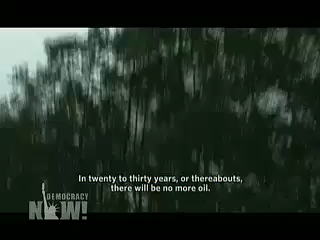 In twenty to thirty years, or thereabouts,
there will be no more oil.
DEMOCRACY
NOW!